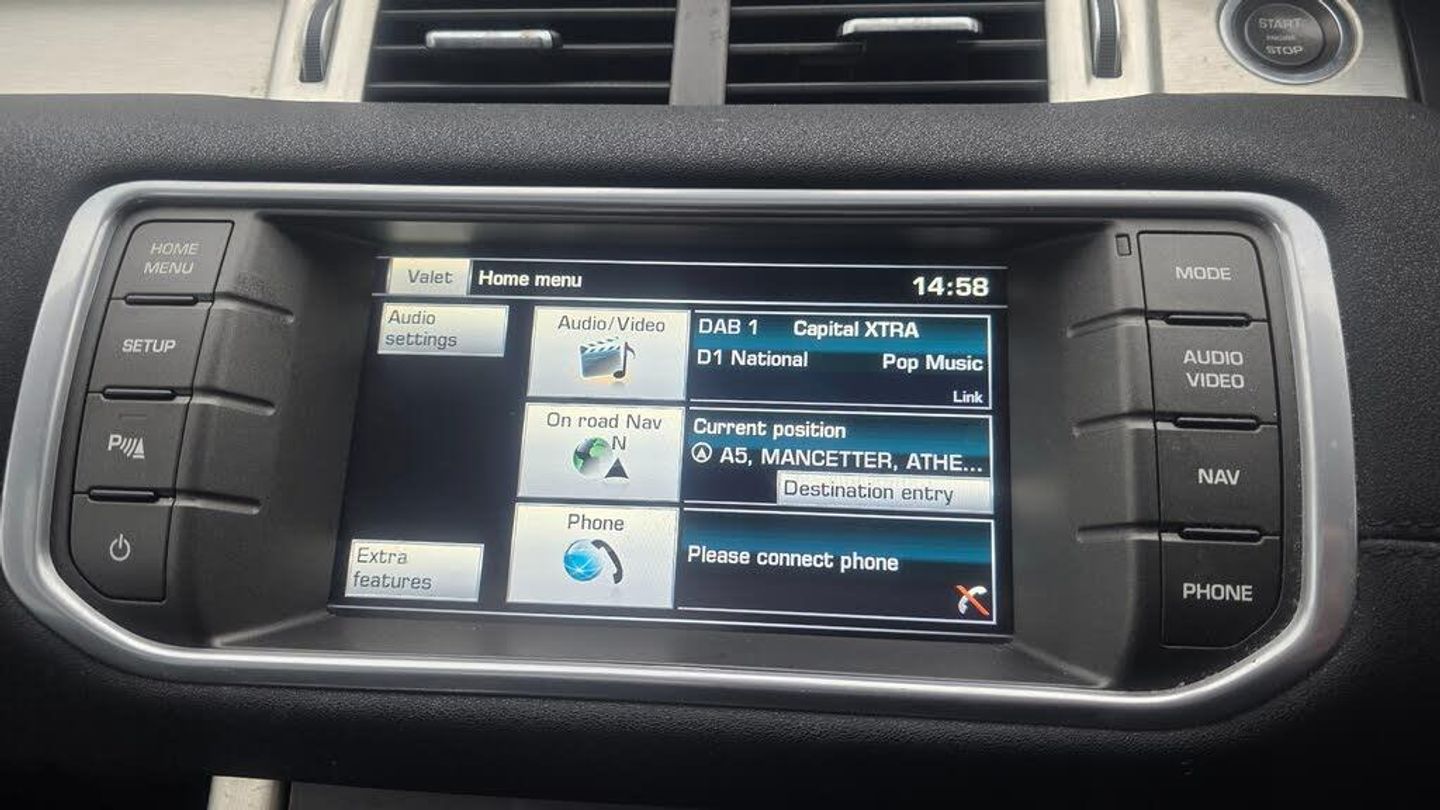 START
ENGINE
STOP
HOME
MENU
SETUP
P
MODE
AUDIO
VIDEO
NAV
PHONE
Valet
Home menu
14:58
Audio
settings
Extra
features
Audio/Video
DAB 1 Capital XTRA
D1 National Pop Music
Link
On road Nav
N
Current position
A5, MANCETTER, ATHE...
Destination entry
Phone
Please connect phone